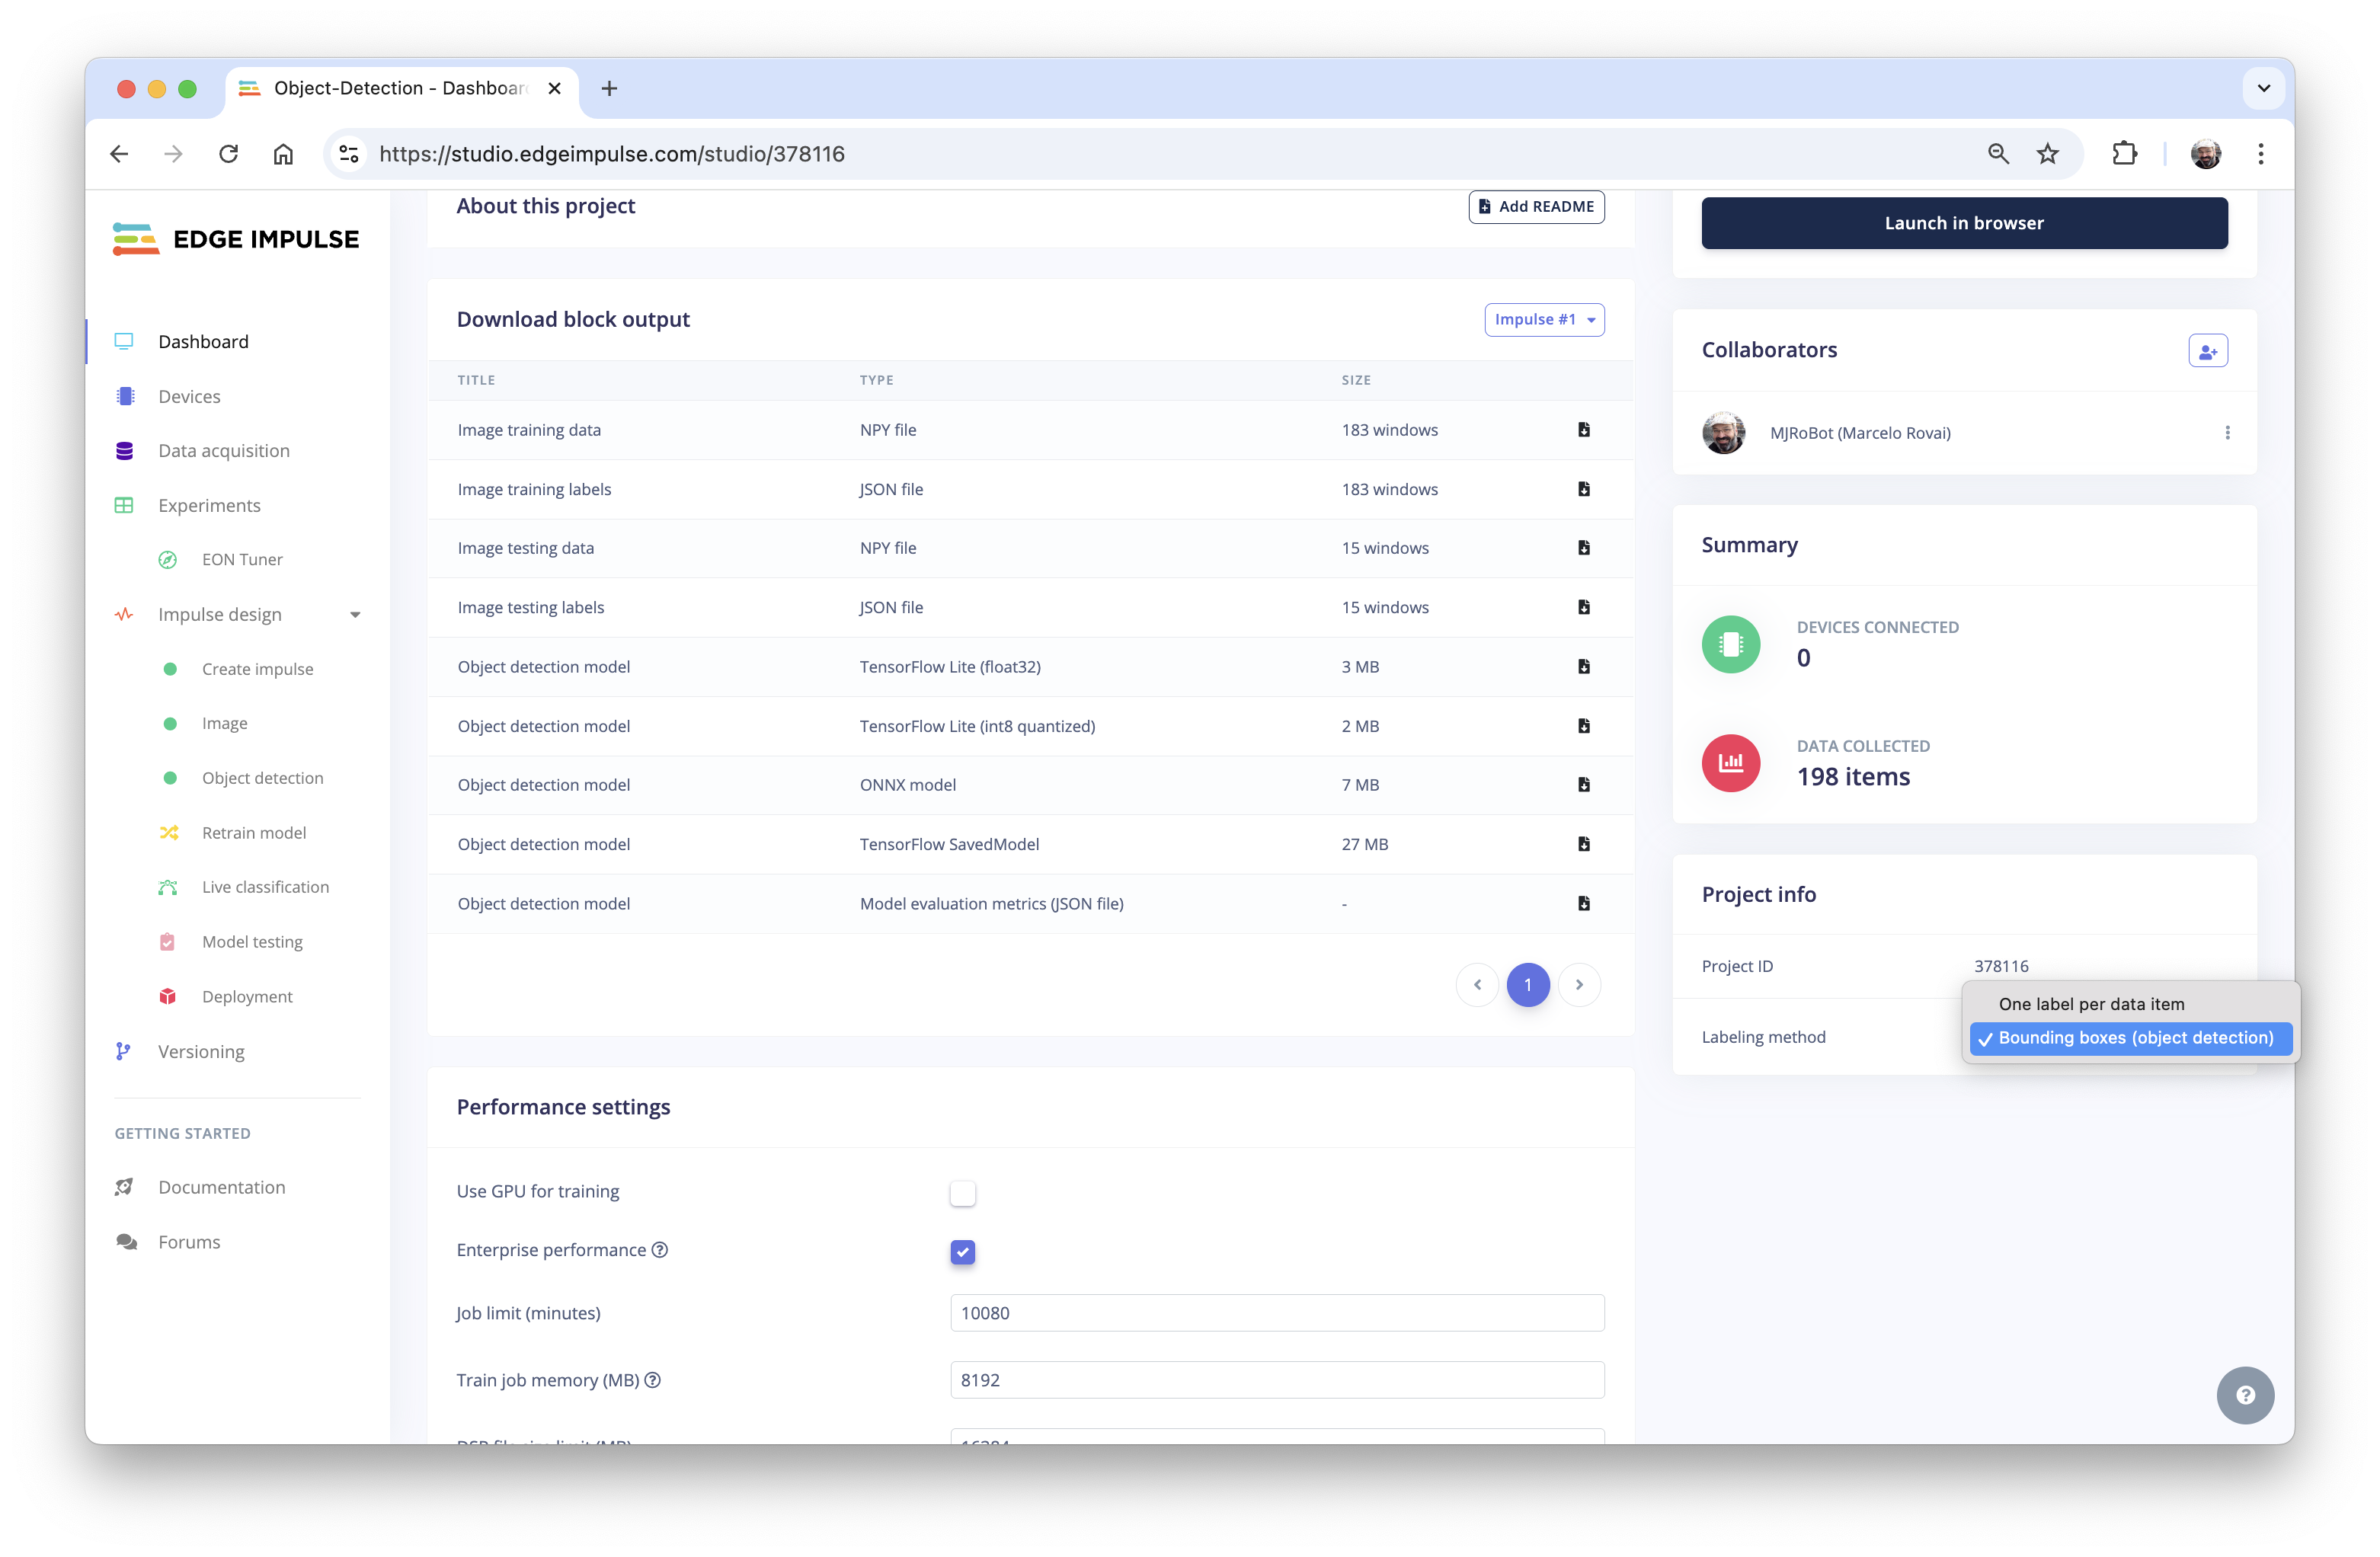 Object-Detection - Dashboar
https://studio.edgeimpulse.com/studio/378116
EDGE IMPULSE
Dashboard
Devices
Data acquisition
Experiments
EON Tuner
Impulse design
Create impulse
Image
Object detection
Retrain model
Live classification
Model testing
Deployment
Versioning
GETTING STARTED
Documentation
Forums
About this project
Add README
Download block output
Impulse #1
TITLE TYPE SIZE
Image training data NPY file 183 windows
Image training labels JSON file 183 windows
Image testing data NPY file 15 windows
Image testing labels JSON file 15 windows
Object detection model TensorFlow Lite (float32) 3 MB
Object detection model TensorFlow Lite (int8 quantized) 2 MB
Object detection model ONNX model 7 MB
Object detection model TensorFlow SavedModel 27 MB
Object detection model Model evaluation metrics (JSON file) -
1
Performance settings
Use GPU for training
Enterprise performance
Job limit (minutes) 10080
Train job memory (MB) 8192
DSP file size limit (MB) 16384
Launch in browser
Collaborators
MJRoBot (Marcelo Rovai)
Summary
DEVICES CONNECTED
0
DATA COLLECTED
198 items
Project info
Project ID 378116
Labeling method
One label per data item
Bounding boxes (object detection)